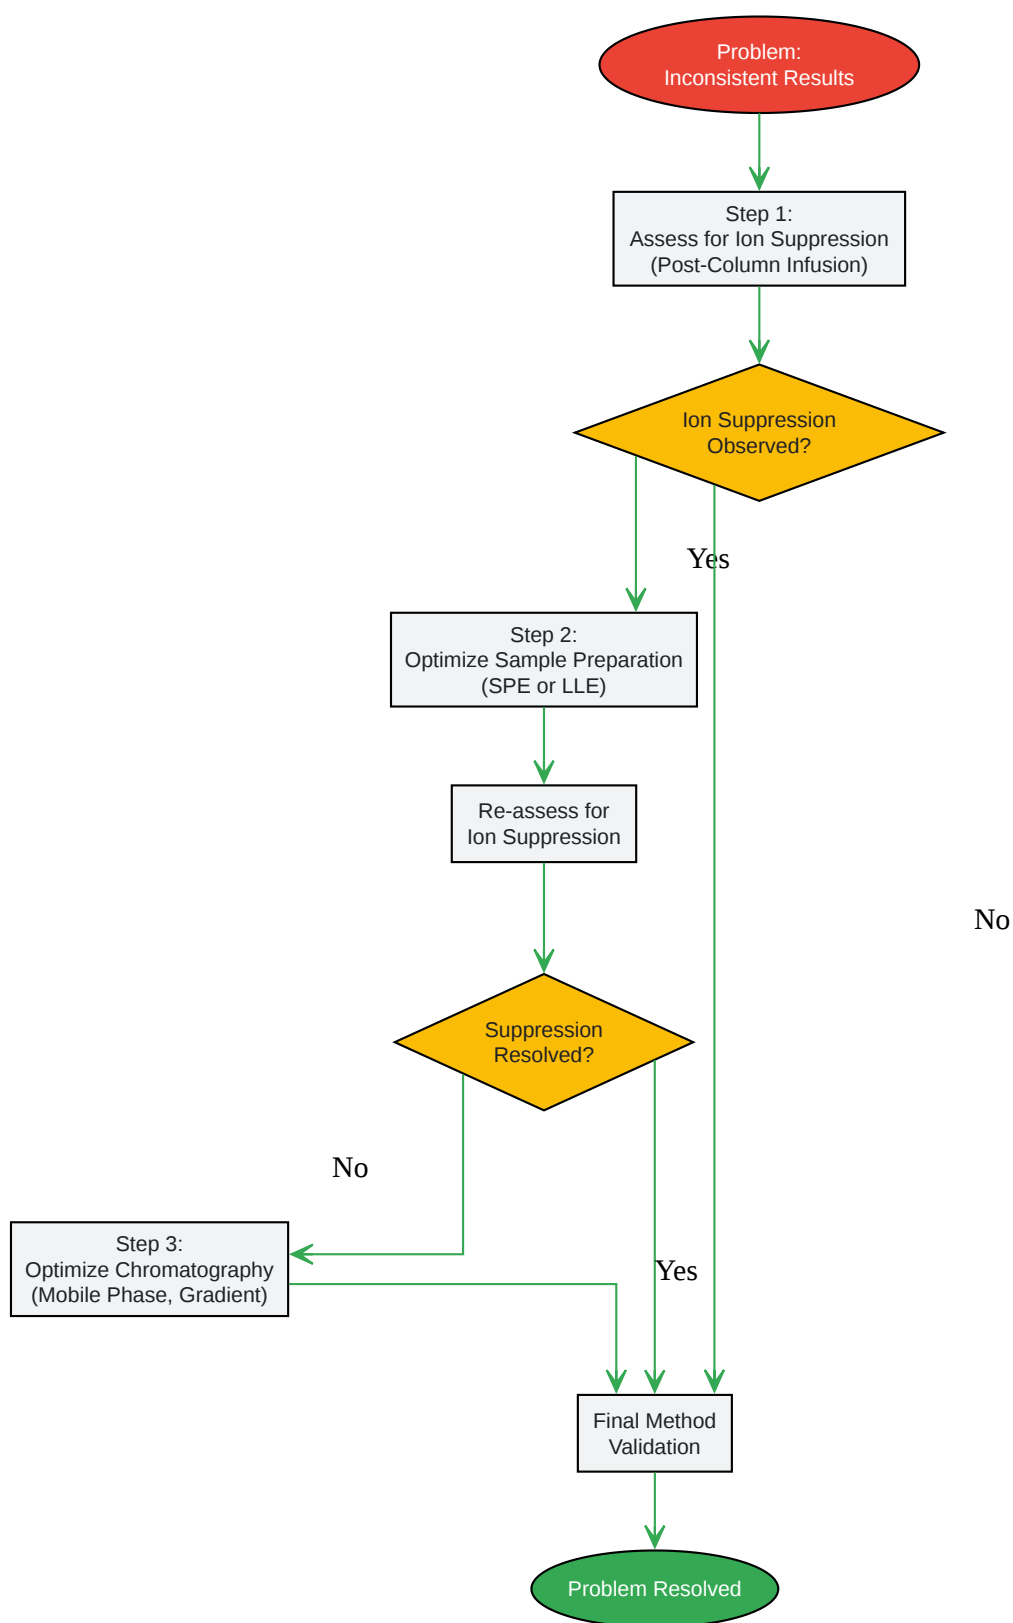 Problem:
Inconsistent Results
Step 1:
Assess for Ion Suppression
(Post-Column Infusion)
Ion Suppression
Observed?
Yes
Step 2:
Optimize Sample Preparation
(SPE or LLE)
Re-assess for
Ion Suppression
No
Suppression
Resolved?
No
Step 3:
Optimize Chromatography
(Mobile Phase, Gradient)
Yes
Final Method
Validation
Problem Resolved